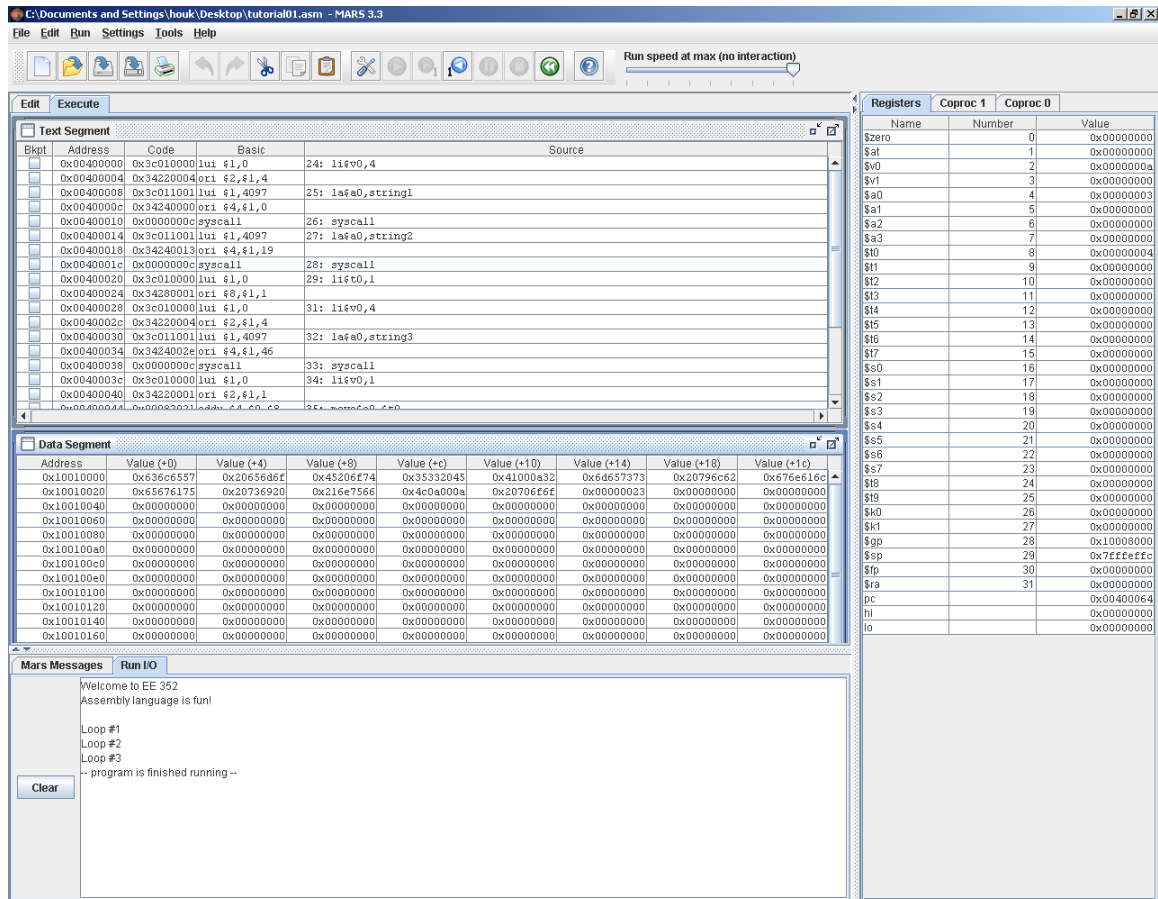 C:\Documents and Settings\houk\Desktop\tutorial01.asm - MARS 3.3
File Edit Run Settings Tools Help
Run speed at max (no interaction)
Edit Execute
Text Segment
Bkpt Address Code Basic Source
0x00400000 0x3c010000 lui $1,0 24: li$v0,4
0x00400004 0x34220004 ori $2,$1,4
0x00400008 0x3c011001 lui $1,4097 25: la$a0,string1
0x0040000c 0x34240000 ori $4,$1,0
0x00400010 0x0000000c syscall 26: syscall
0x00400014 0x3c011001 lui $1,4097 27: la$a0,string2
0x00400018 0x34240013 ori $4,$1,19
0x0040001c 0x0000000c syscall 28: syscall
0x00400020 0x3c010000 lui $1,0 29: li$t0,1
0x00400024 0x34280001 ori $8,$1,1
0x00400028 0x3c010000 lui $1,0 31: li$v0,4
0x0040002c 0x34220004 ori $2,$1,4
0x00400030 0x3c011001 lui $1,4097 32: la$a0,string3
0x00400034 0x3424002e ori $4,$1,46
0x00400038 0x0000000c syscall 33: syscall
0x0040003c 0x3c010000 lui $1,0 34: li$v0,1
0x00400040 0x34220001 ori $2,$1,1
Data Segment
Address Value (+0) Value (+4) Value (+8) Value (+c) Value (+10) Value (+14) Value (+18) Value (+1c)
0x10010000 0x636c6557 0x20656d6f 0x45206f74 0x35332045 0x41000a32 0x6d657373 0x20796c62 0x676e616c
0x10010020 0x65676175 0x20736920 0x216e7566 0x4c0a000a 0x20706f6f 0x00000023 0x00000000 0x00000000
0x10010040 0x00000000 0x00000000 0x00000000 0x00000000 0x00000000 0x00000000 0x00000000 0x00000000
0x10010060 0x00000000 0x00000000 0x00000000 0x00000000 0x00000000 0x00000000 0x00000000 0x00000000
0x10010080 0x00000000 0x00000000 0x00000000 0x00000000 0x00000000 0x00000000 0x00000000 0x00000000
0x100100a0 0x00000000 0x00000000 0x00000000 0x00000000 0x00000000 0x00000000 0x00000000 0x00000000
0x100100c0 0x00000000 0x00000000 0x00000000 0x00000000 0x00000000 0x00000000 0x00000000 0x00000000
0x100100e0 0x00000000 0x00000000 0x00000000 0x00000000 0x00000000 0x00000000 0x00000000 0x00000000
0x10010100 0x00000000 0x00000000 0x00000000 0x00000000 0x00000000 0x00000000 0x00000000 0x00000000
0x10010120 0x00000000 0x00000000 0x00000000 0x00000000 0x00000000 0x00000000 0x00000000 0x00000000
0x10010140 0x00000000 0x00000000 0x00000000 0x00000000 0x00000000 0x00000000 0x00000000 0x00000000
0x10010160 0x00000000 0x00000000 0x00000000 0x00000000 0x00000000 0x00000000 0x00000000 0x00000000
Mars Messages Run I/O
Clear
Welcome to EE 352
Assembly language is fun!
Loop #1
Loop #2
Loop #3
-- program is finished running --
Registers Coproc 1 Coproc 0
Name Number Value
$zero 0 0x00000000
$at 1 0x00000000
$v0 2 0x0000000a
$v1 3 0x00000000
$a0 4 0x00000003
$a1 5 0x00000000
$a2 6 0x00000000
$a3 7 0x00000000
$t0 8 0x00000004
$t1 9 0x00000000
$t2 10 0x00000000
$t3 11 0x00000000
$t4 12 0x00000000
$t5 13 0x00000000
$t6 14 0x00000000
$t7 15 0x00000000
$s0 16 0x00000000
$s1 17 0x00000000
$s2 18 0x00000000
$s3 19 0x00000000
$s4 20 0x00000000
$s5 21 0x00000000
$s6 22 0x00000000
$s7 23 0x00000000
$t8 24 0x00000000
$t9 25 0x00000000
$k0 26 0x00000000
$k1 27 0x00000000
$gp 28 0x10008000
$sp 29 0x7fffeffc
$fp 30 0x00000000
$ra 31 0x00000000
pc 0x00400064
hi 0x00000000
lo 0x00000000